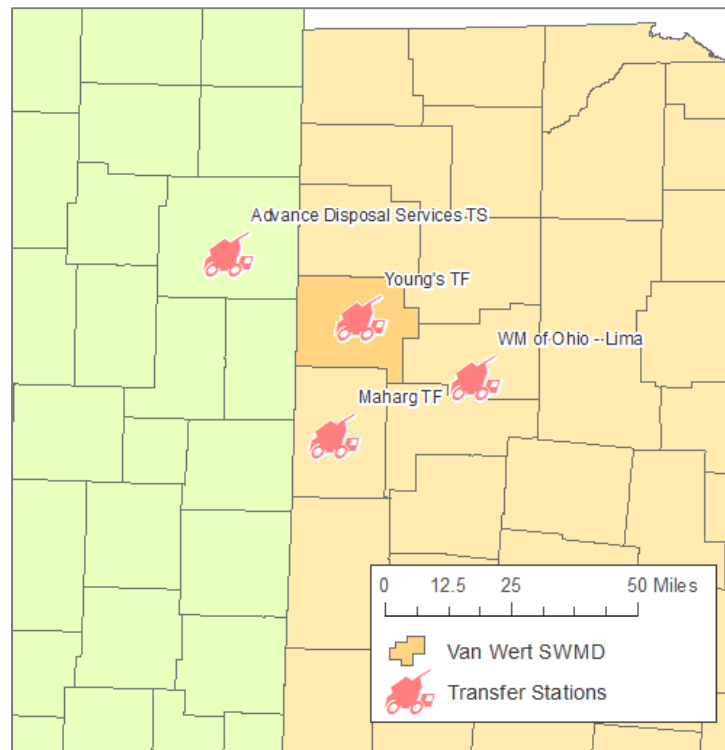 Advance Disposal Services TS
Young's TF
WM of Ohio - Lima
Maharg TF
0 12.5 25 50 Miles
Van Wert SWMD
Transfer Stations